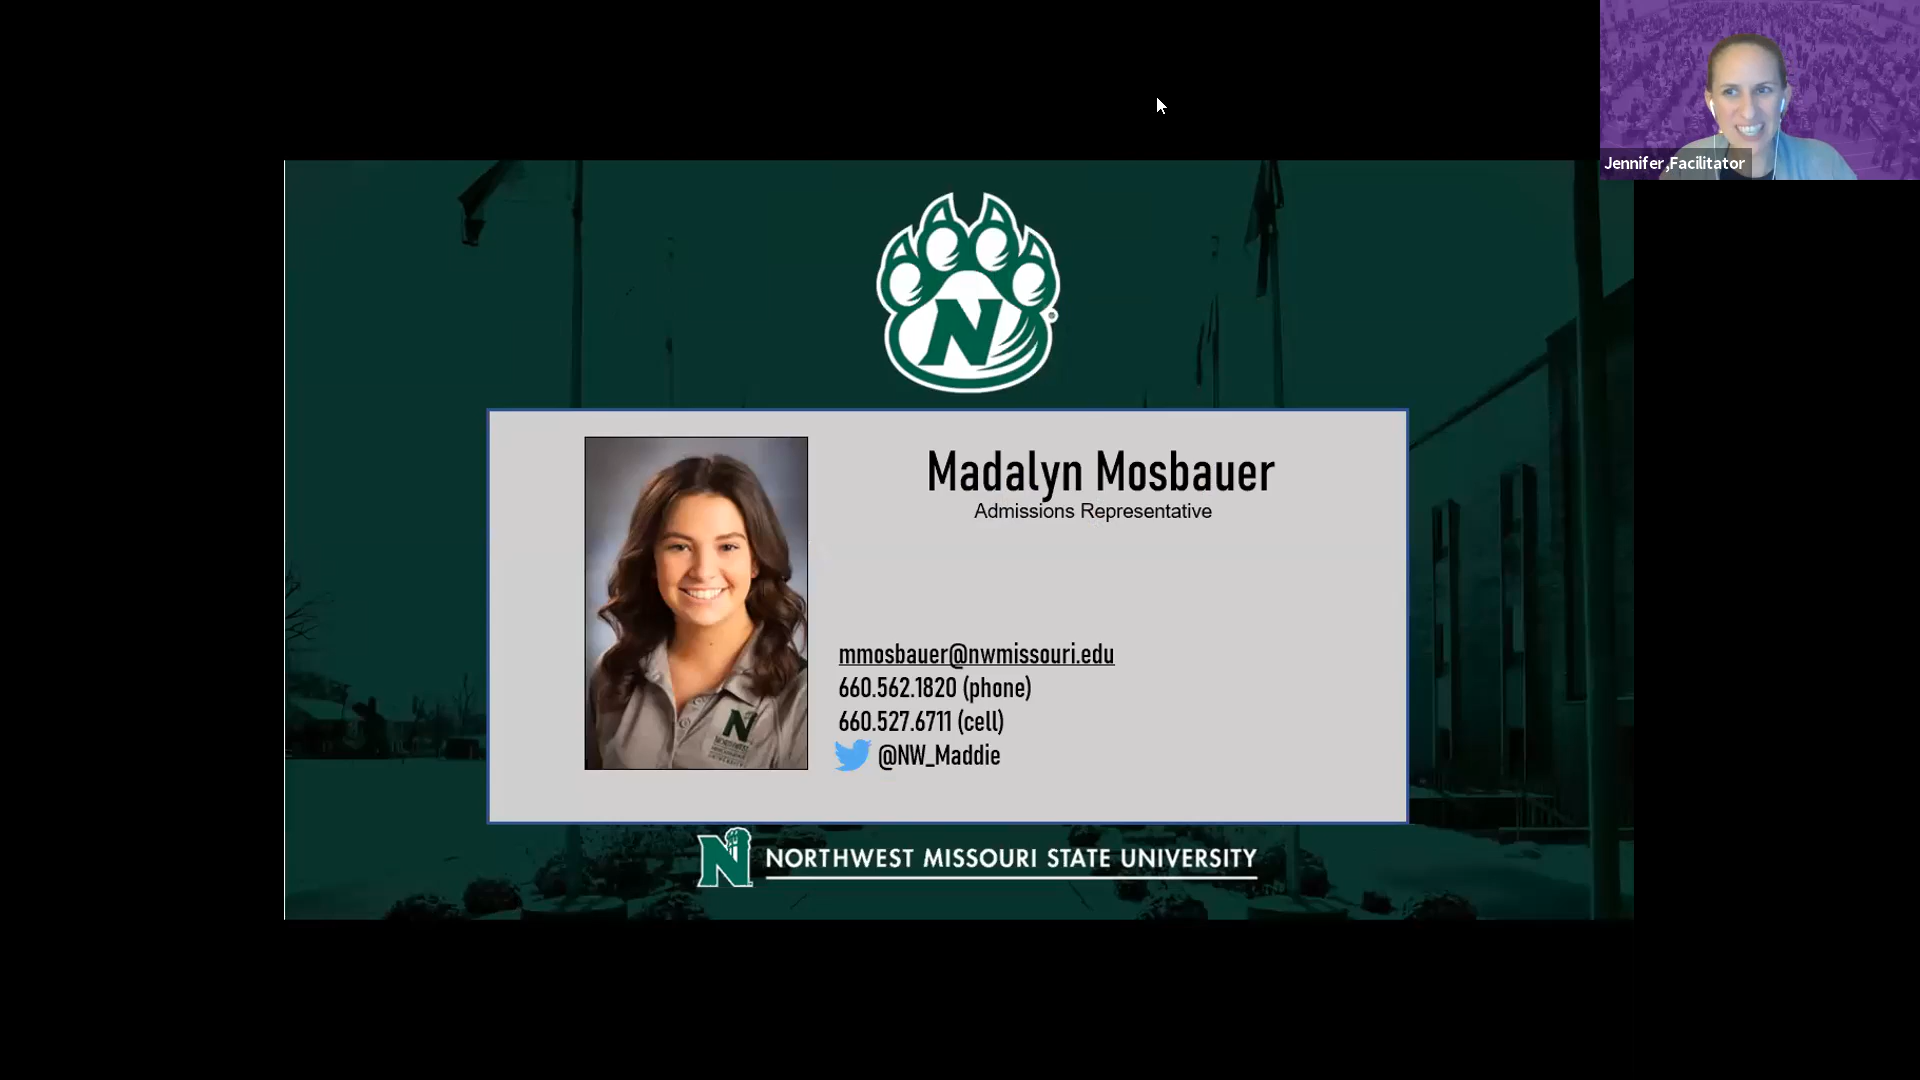 Jennifer,Facilitator
N
Madalyn Mosbauer
Admissions Representative
mmosbauer@nwmissouri.edu
660.562.1820 (phone)
660.527.6711 (cell)
@NW_Maddie
N
NORTHWEST
N NORTHWEST MISSOURI STATE UNIVERSITY